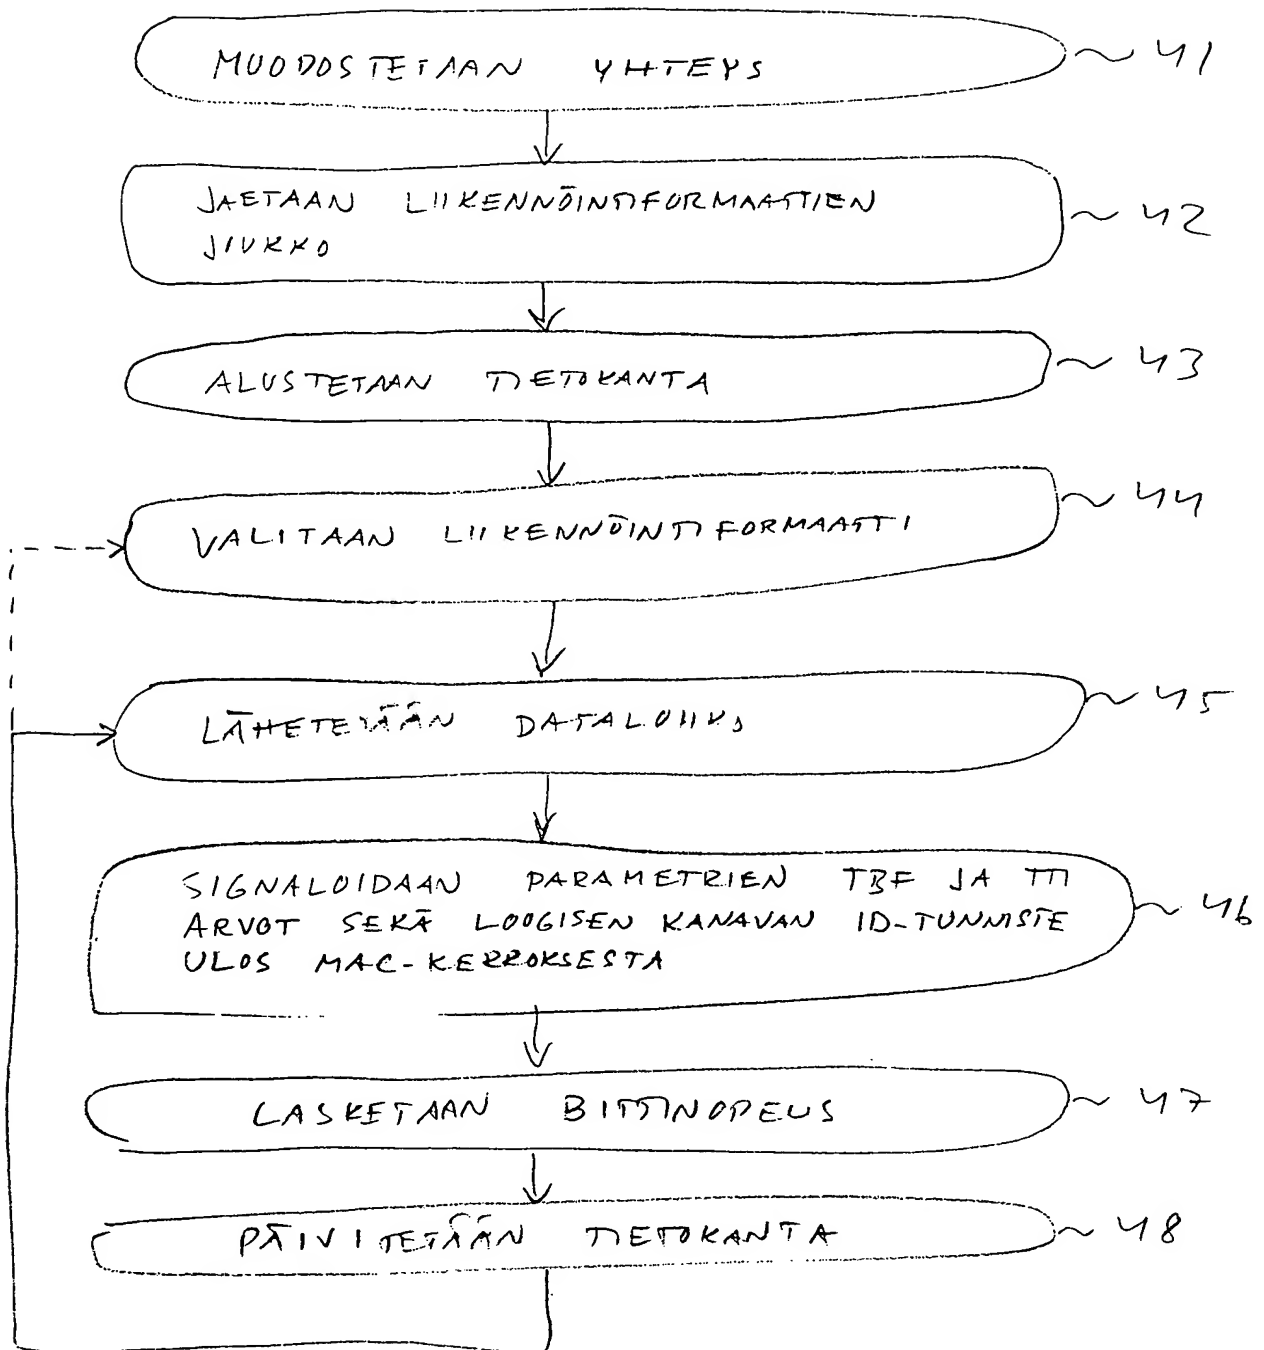 MUODOSTETAAN YHTEYS ~ 41
JAETAAN LIIKENNÖINTIFORMAATTIEN ~ 42
JOUKKO
ALUSTETAAN TIETOKANTA ~ 43
VALITAAN LIIKENNÖINTIFORMAATTI ~ 44
LÄHETETÄÄN DATALOHKO ~ 45
SIGNALOIDAAN PARAMETRIEN TBF JA TTI
ARVOT SEKÄ LOOGISEN KANAVAN ID-TUNNISTE ~ 46
ULOS MAC-KERROKSESTA
LASKETAAN BITTINOPEUS ~ 47
PÄIVITETÄÄN TIETOKANTA ~ 48